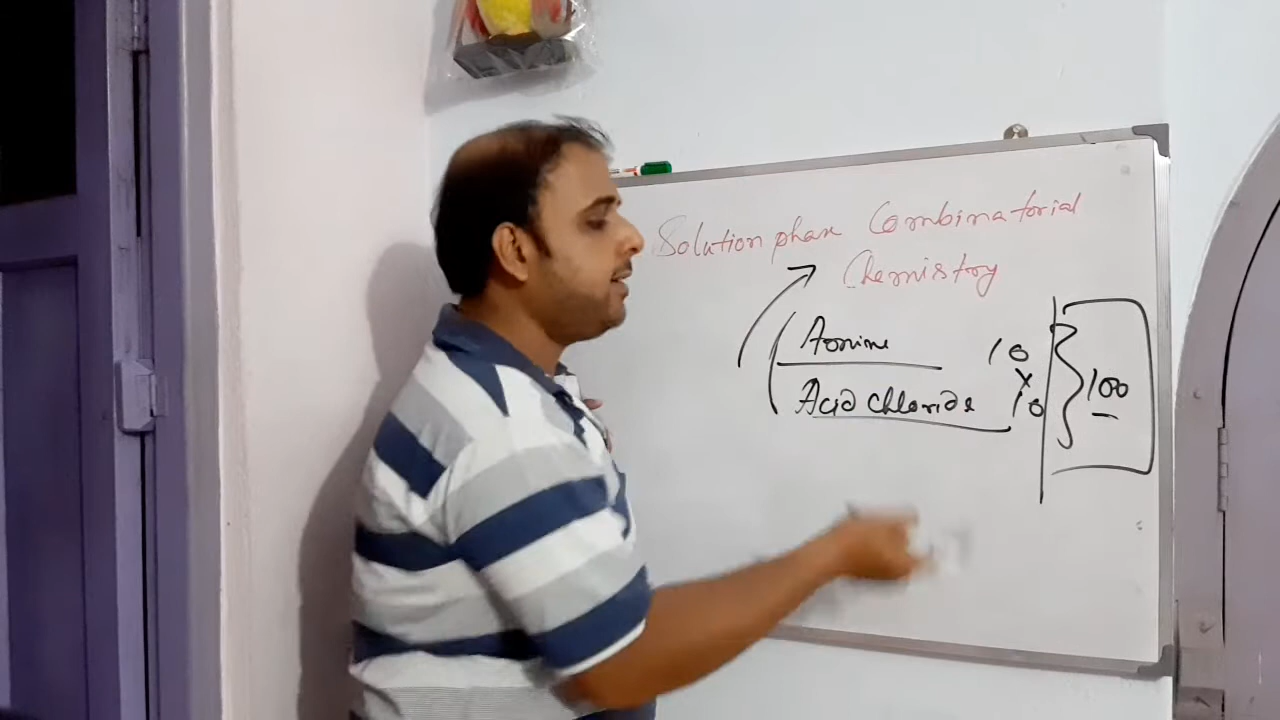 Solution phase Combinatorial
Chemistry
Amine
10
x
Acid chloride
10
100